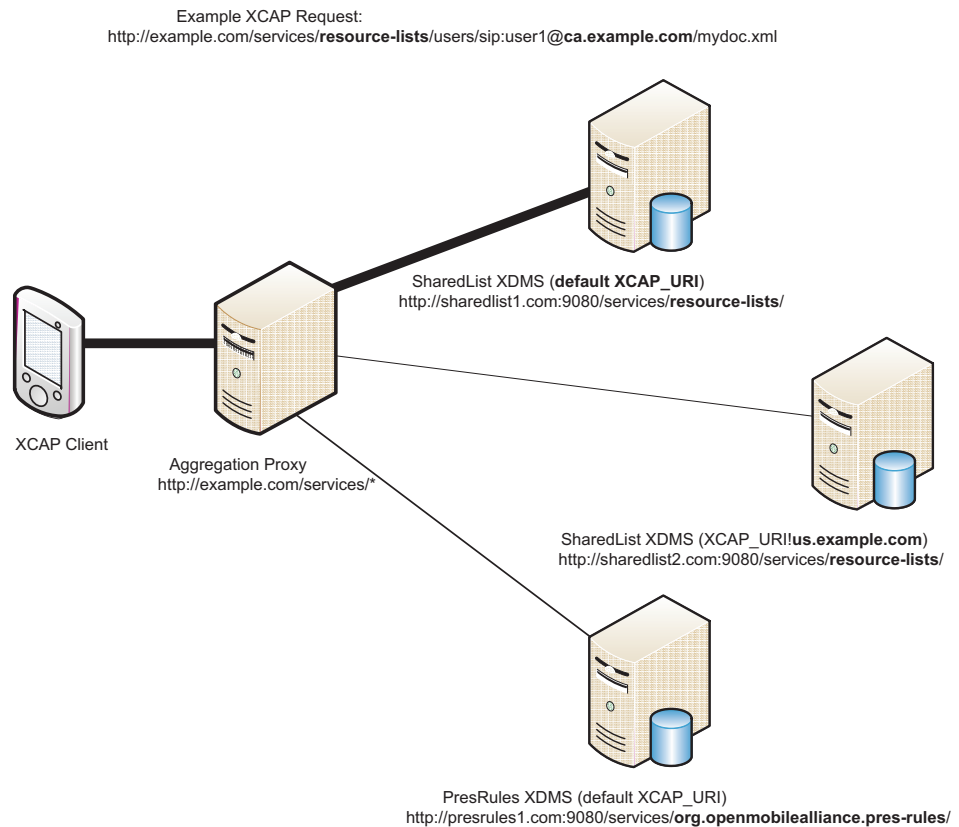 Example XCAP Request:
http://example.com/services/resource-lists/users/sip:user1@ca.example.com/mydoc.xml
SharedList XDMS (default XCAP_URI)
http://sharedlist1.com:9080/services/resource-lists/
XCAP Client
Aggregation Proxy
http://example.com/services/*
SharedList XDMS (XCAP_URI!us.example.com)
http://sharedlist2.com:9080/services/resource-lists/
PresRules XDMS (default XCAP_URI)
http://presrules1.com:9080/services/org.openmobilealliance.pres-rules/